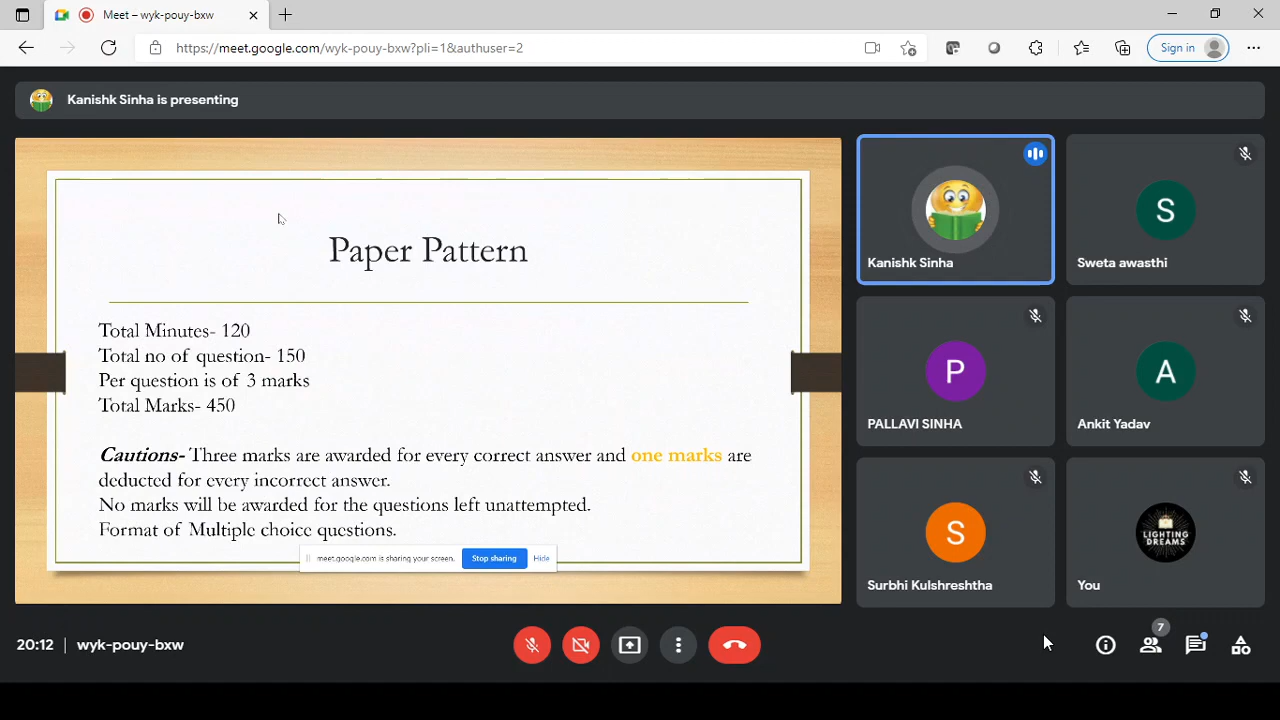 Meet – wyk-pouy-bxw
https://meet.google.com/wyk-pouy-bxw?pli=1&authuser=2
Sign in
Kanishk Sinha is presenting
Paper Pattern
Total Minutes- 120
Total no of question- 150
Per question is of 3 marks
Total Marks- 450
Cautions- Three marks are awarded for every correct answer and one marks are
deducted for every incorrect answer.
No marks will be awarded for the questions left unattempted.
Format of Multiple choice questions.
meet.google.com is sharing your screen.
Stop sharing
Hide
Kanishk Sinha
S
Sweta awasthi
P
PALLAVI SINHA
A
Ankit Yadav
S
Surbhi Kulshreshtha
LIGHTING
DREAMS
You
20:12
wyk-pouy-bxw
7